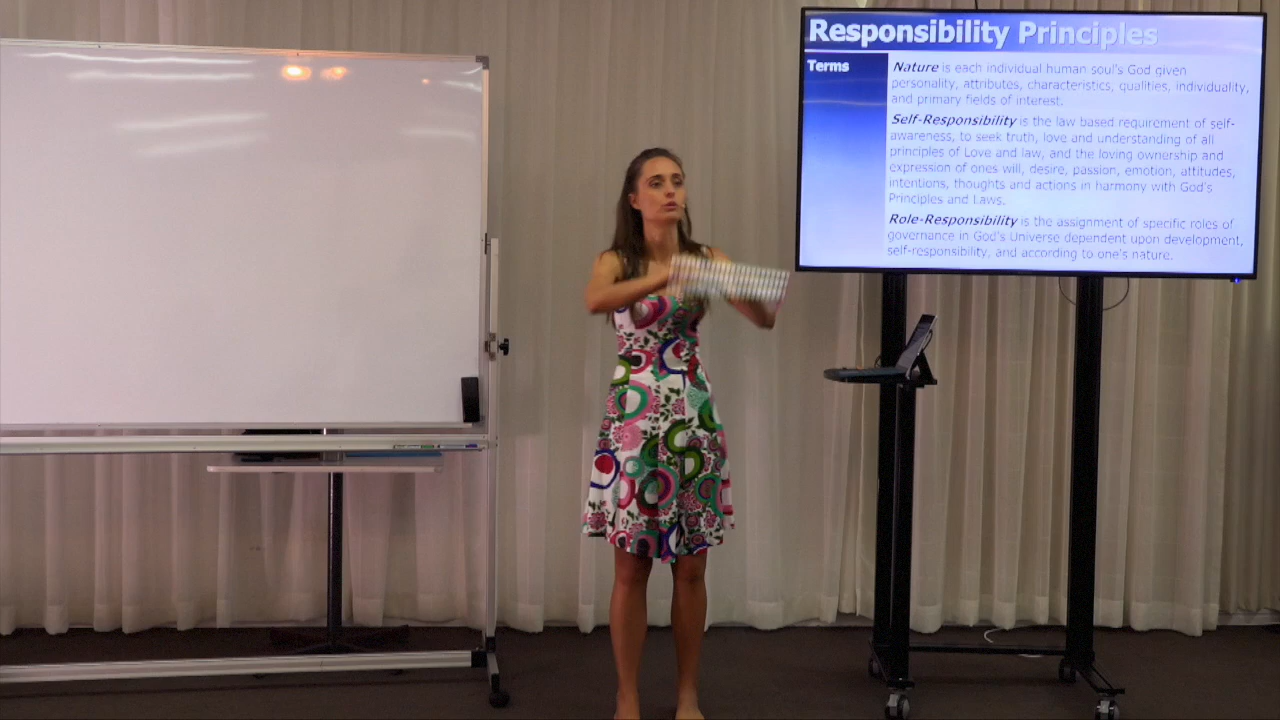 Responsibility Principles
Terms
Nature is each individual human soul's God given
personality, attributes, characteristics, qualities, individuality,
and primary fields of interest.
Self-Responsibility is the law based requirement of self-
awareness, to seek truth, love and understanding of all
principles of Love and law, and the loving ownership and
expression of ones will, desire, passion, emotion, attitudes,
intentions, thoughts and actions in harmony with God's
Principles and Laws.
Role-Responsibility is the assignment of specific roles of
governance in God's Universe dependent upon development,
self-responsibility, and according to one's nature.